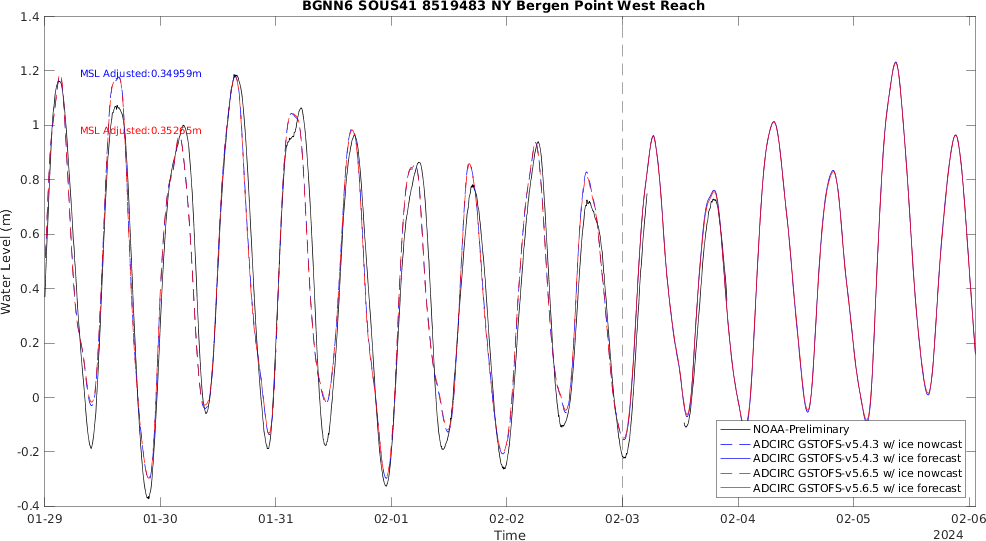 BGNN6 SOUS41 8519483 NY Bergen Point West Reach
1.4
1.2
1
0.8
0.6
0.4
0.2
0
-0.2
-0.4
Water Level (m)
MSL Adjusted:0.34959m
MSL Adjusted:0.35265m
NOAA-Preliminary
ADCIRC GSTOFS-v5.4.3 w/ ice nowcast
ADCIRC GSTOFS-v5.4.3 w/ ice forecast
ADCIRC GSTOFS-v5.6.5 w/ ice nowcast
ADCIRC GSTOFS-v5.6.5 w/ ice forecast
01-29 01-30 01-31 02-01 02-02 02-03 02-04 02-05 02-06
Time
2024